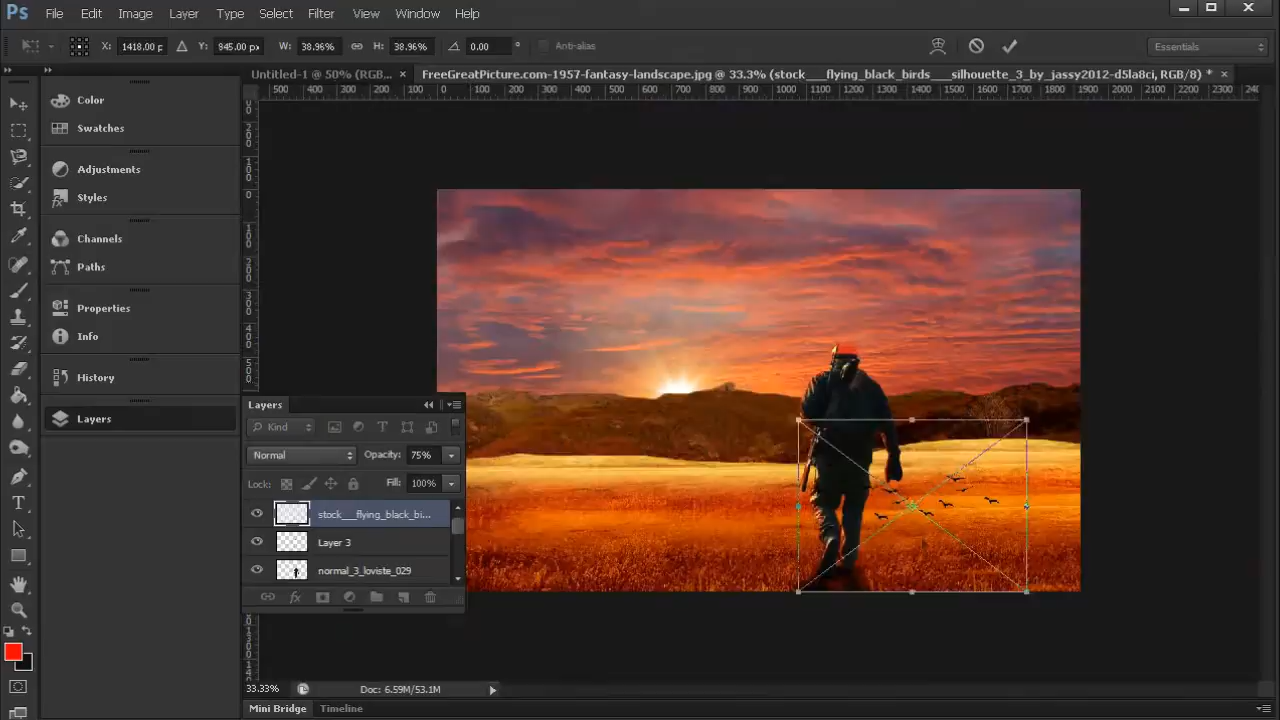 Ps File Edit Image Layer Type Select Filter View Window Help
X: 1418.00 p Y: 945.00 px W: 38.96% H: 38.96% 0.00 ° Anti-alias Essentials
Untitled-1 @ 50% (RGB... × FreeGreatPicture.com-1957-fantasy-landscape.jpg @ 33.3% (stock___flying_black_birds___silhouette_3_by_jassy2012-d5la8ci, RGB/8) * ×
500 400 300 200 100 0 100 200 300 400 500 600 700 800 900 1000 1100 1200 1300 1400 1500 1600 1700 1800 1900 2000 2100 2200 2300
Color
Swatches
Adjustments
Styles
Channels
Paths
Properties
Info
History
Layers
Layers
Kind
Normal Opacity: 75%
Lock: Fill: 100%
stock___flying_black_bi...
Layer 3
normal_3_loviste_029
fx
33.33% Doc: 6.59M/53.1M
Mini Bridge Timeline